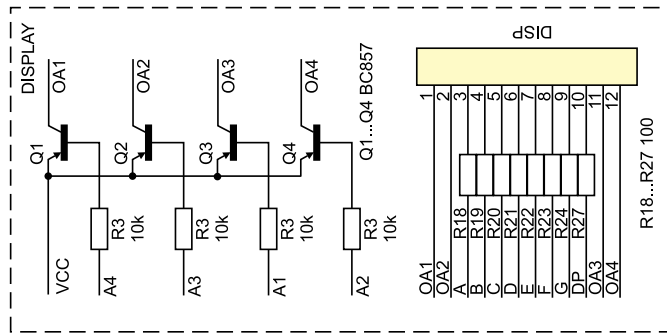 DISPLAY
OA1
OA2
OA3
OA4
Q1
Q2
Q3
Q4
Q1...Q4 BC857
R3
10k
R3
10k
R3
10k
R3
10k
VCC
A4
A3
A1
A2
DISP
1
2
3
4
5
6
7
8
9
10
11
12
OA1
OA2
A
B
C
D
E
F
G
DP
OA3
OA4
R18
R19
R20
R21
R22
R23
R24
R27
R18...R27 100